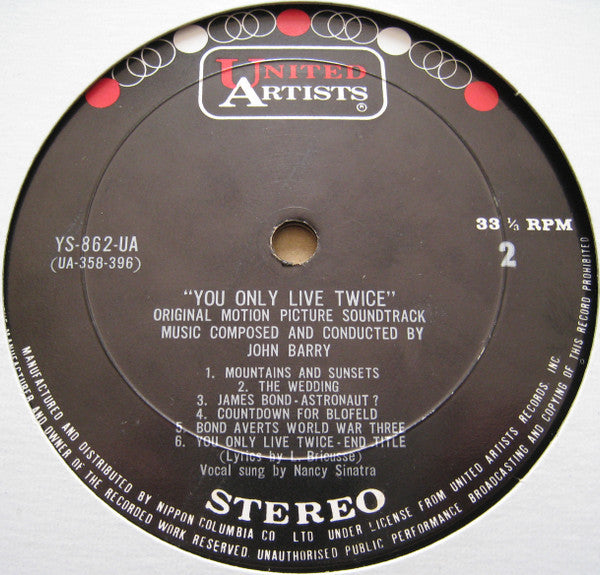 UNITED
ARTISTS®
33 ⅓ RPM
2
YS-862-UA
(UA-358-396)
"YOU ONLY LIVE TWICE"
ORIGINAL MOTION PICTURE SOUNDTRACK
MUSIC COMPOSED AND CONDUCTED BY
JOHN BARRY
1. MOUNTAINS AND SUNSETS
2. THE WEDDING
3. JAMES BOND-ASTRONAUT?
4. COUNTDOWN FOR BLOFELD
5. BOND AVERTS WORLD WAR THREE
6. YOU ONLY LIVE TWICE-END TITLE
(Lyrics by L. Bricusse)
Vocal sung by Nancy Sinatra
STEREO
MANUFACTURED AND DISTRIBUTED BY NIPPON COLUMBIA CO LTD UNDER LICENSE FROM UNITED ARTISTS RECORDS, INC
MANUFACTURER AND OWNER OF THE RECORDED WORK RESERVED. UNAUTHORISED PUBLIC PERFORMANCE BROADCASTING AND COPYING OF THIS RECORD PROHIBITED